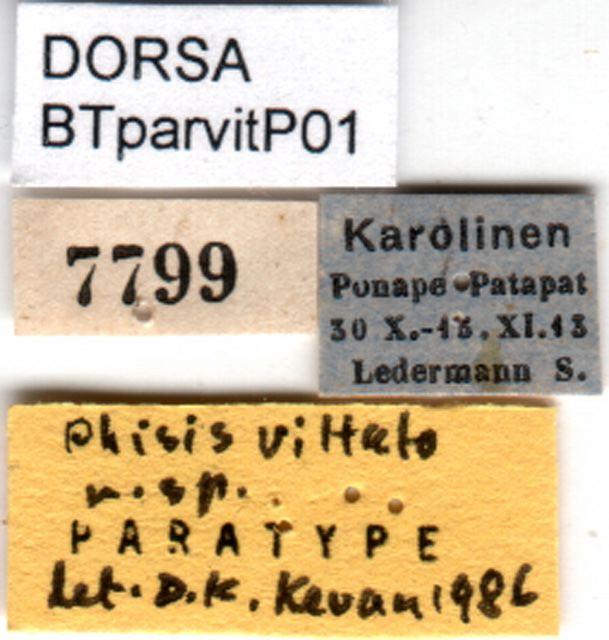 DORSA
BTparvitP01
7799
Karolinen
Ponape Patapat
30 X.-13.XI.13
Ledermann S.
Phisis vittata
n.sp.
PARATYPE
det. D.K. Kevan 1986